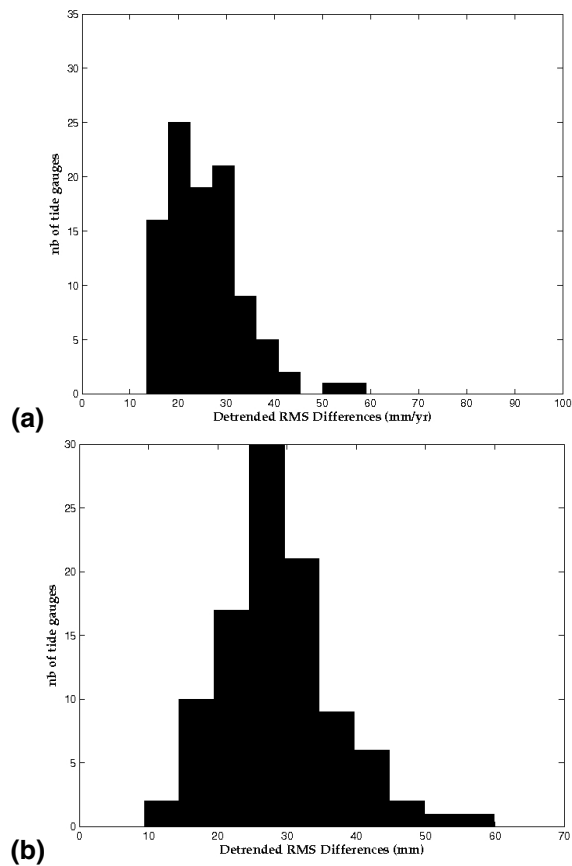 35
30
25
20
15
10
5
0
nb of tide gauges
0 10 20 30 40 50 60 70 80 90 100
Detrended RMS Differences (mm/yr)
(a)
30
25
20
15
10
5
0
nb of tide gauges
0 10 20 30 40 50 60 70
Detrended RMS Differences (mm)
(b)